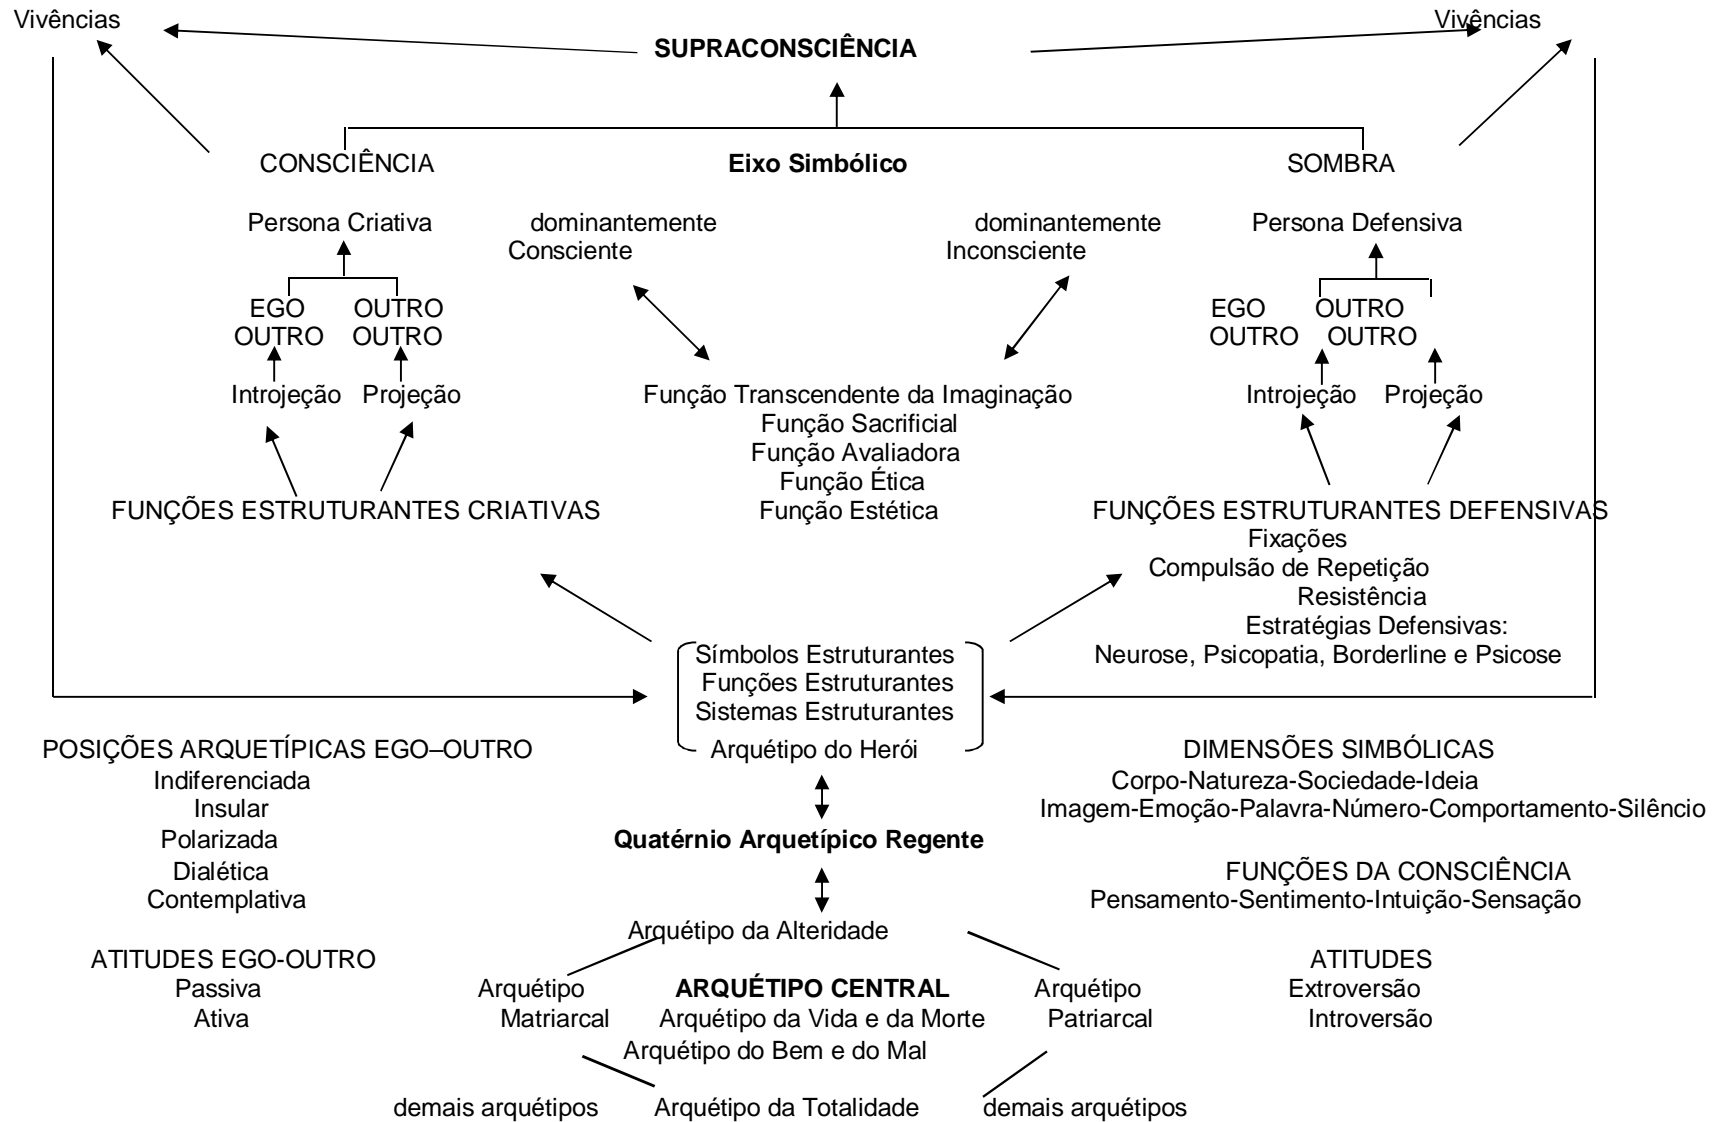 Vivências Vivências
SUPRACONSCIÊNCIA
CONSCIÊNCIA Eixo Simbólico SOMBRA
Persona Criativa dominantemente dominantemente Persona Defensiva
Consciente Inconsciente
EGO OUTRO EGO OUTRO
OUTRO OUTRO OUTRO OUTRO
Introjeção Projeção Função Transcendente da Imaginação Introjeção Projeção
Função Sacrificial
Função Avaliadora
Função Ética
FUNÇÕES ESTRUTURANTES CRIATIVAS Função Estética FUNÇÕES ESTRUTURANTES DEFENSIVAS
Fixações
Compulsão de Repetição
Resistência
Estratégias Defensivas:
Símbolos Estruturantes Neurose, Psicopatia, Borderline e Psicose
Funções Estruturantes
Sistemas Estruturantes
POSIÇÕES ARQUETÍPICAS EGO–OUTRO Arquétipo do Herói DIMENSÕES SIMBÓLICAS
Indiferenciada Corpo-Natureza-Sociedade-Ideia
Insular Imagem-Emoção-Palavra-Número-Comportamento-Silêncio
Polarizada Quatérnio Arquetípico Regente
Dialética FUNÇÕES DA CONSCIÊNCIA
Contemplativa Pensamento-Sentimento-Intuição-Sensação
Arquétipo da Alteridade
ATITUDES EGO-OUTRO ATITUDES
Passiva Arquétipo ARQUÉTIPO CENTRAL Arquétipo Extroversão
Ativa Matriarcal Arquétipo da Vida e da Morte Patriarcal Introversão
Arquétipo do Bem e do Mal
demais arquétipos Arquétipo da Totalidade demais arquétipos